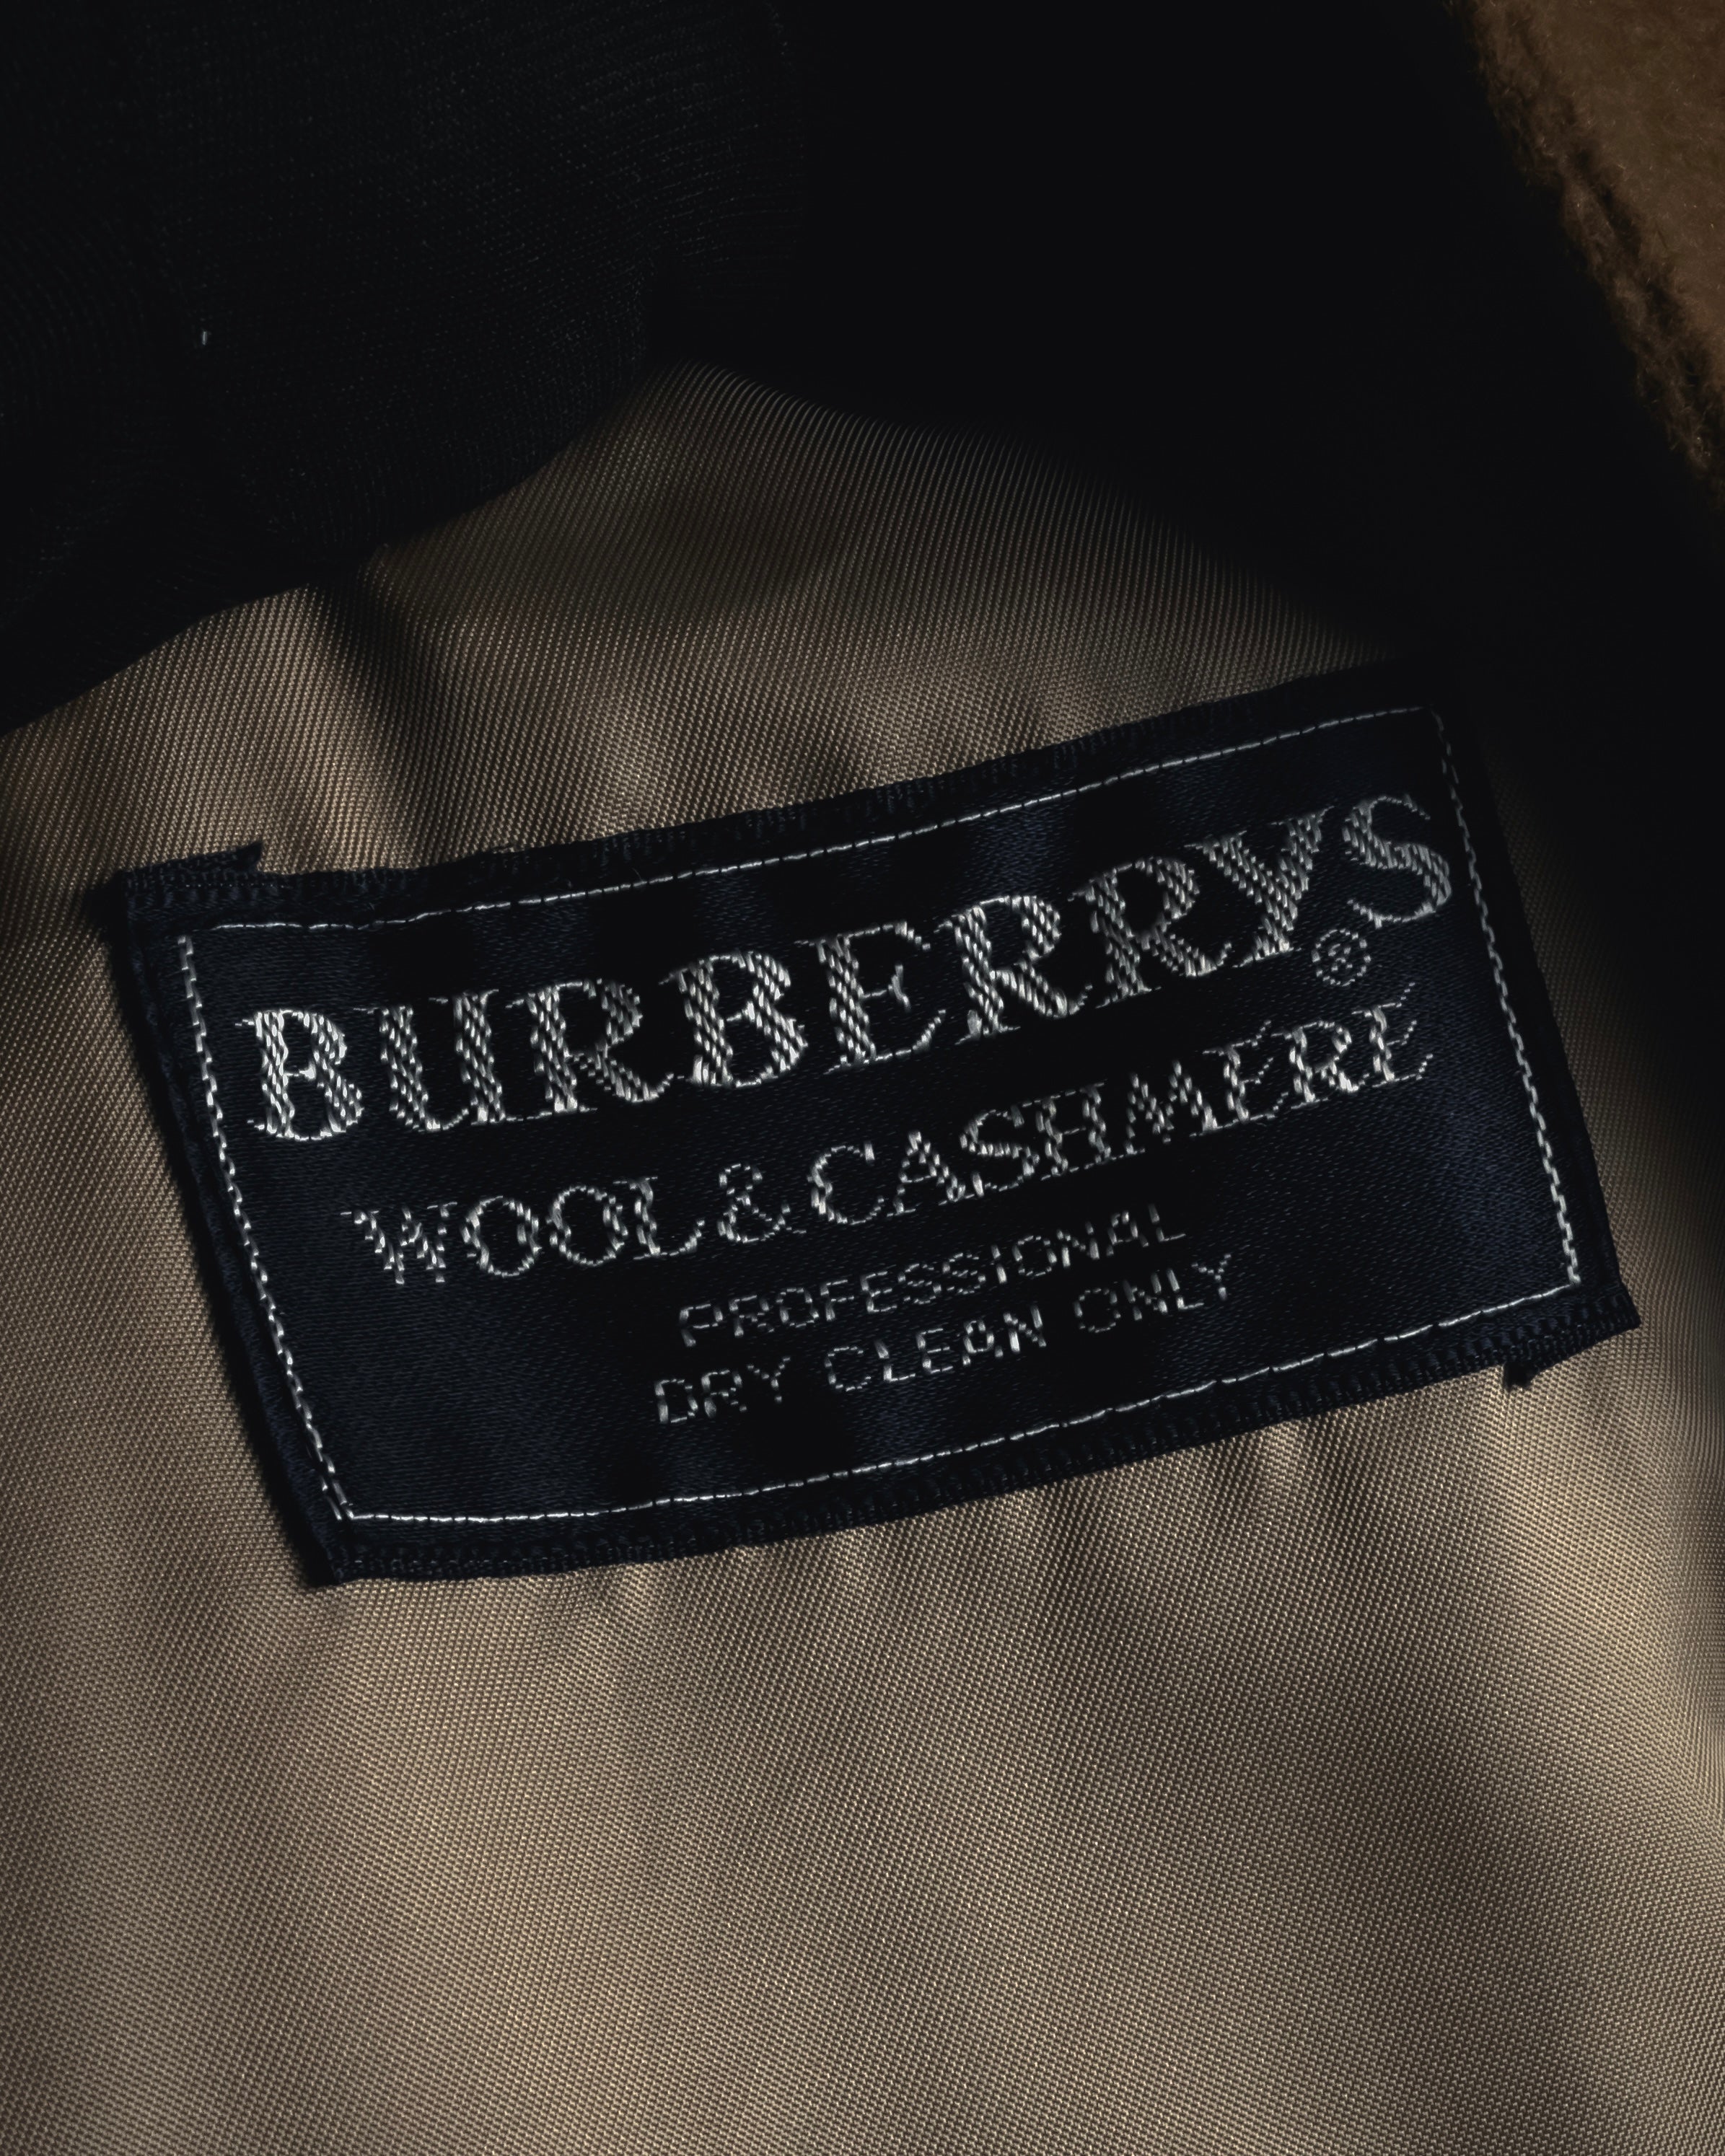 BURBERRYS®
WOOL & CASHMERE
PROFESSIONAL
DRY CLEAN ONLY